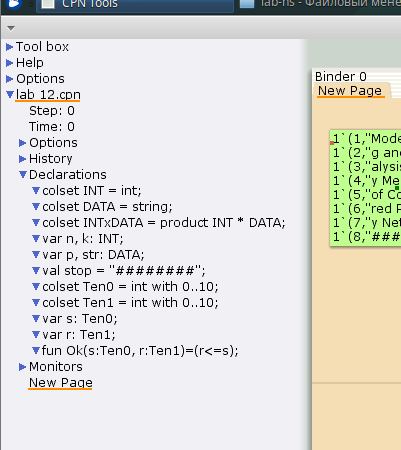 CPN Tools
lab-ns - Файловый мене
Tool box
Help
Options
lab 12.cpn
Step: 0
Time: 0
Options
History
Declarations
colset INT = int;
colset DATA = string;
colset INTxDATA = product INT * DATA;
var n, k: INT;
var p, str: DATA;
val stop = "########";
colset Ten0 = int with 0..10;
colset Ten1 = int with 0..10;
var s: Ten0;
var r: Ten1;
fun Ok(s:Ten0, r:Ten1)=(r<=s);
Monitors
New Page
Binder 0
New Page
1`(1,"Mode
1`(2,"g and
1`(3,"alysis
1`(4,"y Me
1`(5,"of Co
1`(6,"red P
1`(7,"y Net
1`(8,"###